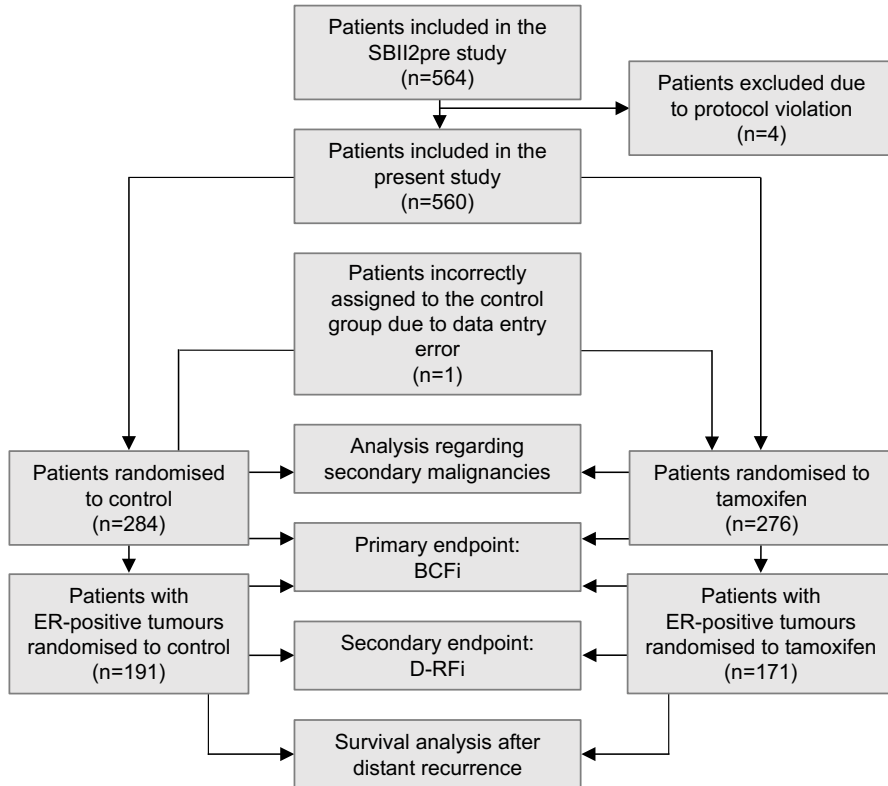 Patients included in the
SBII2pre study
(n=564)
Patients excluded due
to protocol violation
(n=4)
Patients included in the
present study
(n=560)
Patients incorrectly
assigned to the control
group due to data entry
error
(n=1)
Patients randomised
to control
(n=284)
Analysis regarding
secondary malignancies
Patients randomised to
tamoxifen
(n=276)
Primary endpoint:
BCFi
Patients with
ER-positive tumours
randomised to control
(n=191)
Secondary endpoint:
D-RFi
Patients with
ER-positive tumours
randomised to tamoxifen
(n=171)
Survival analysis after
distant recurrence